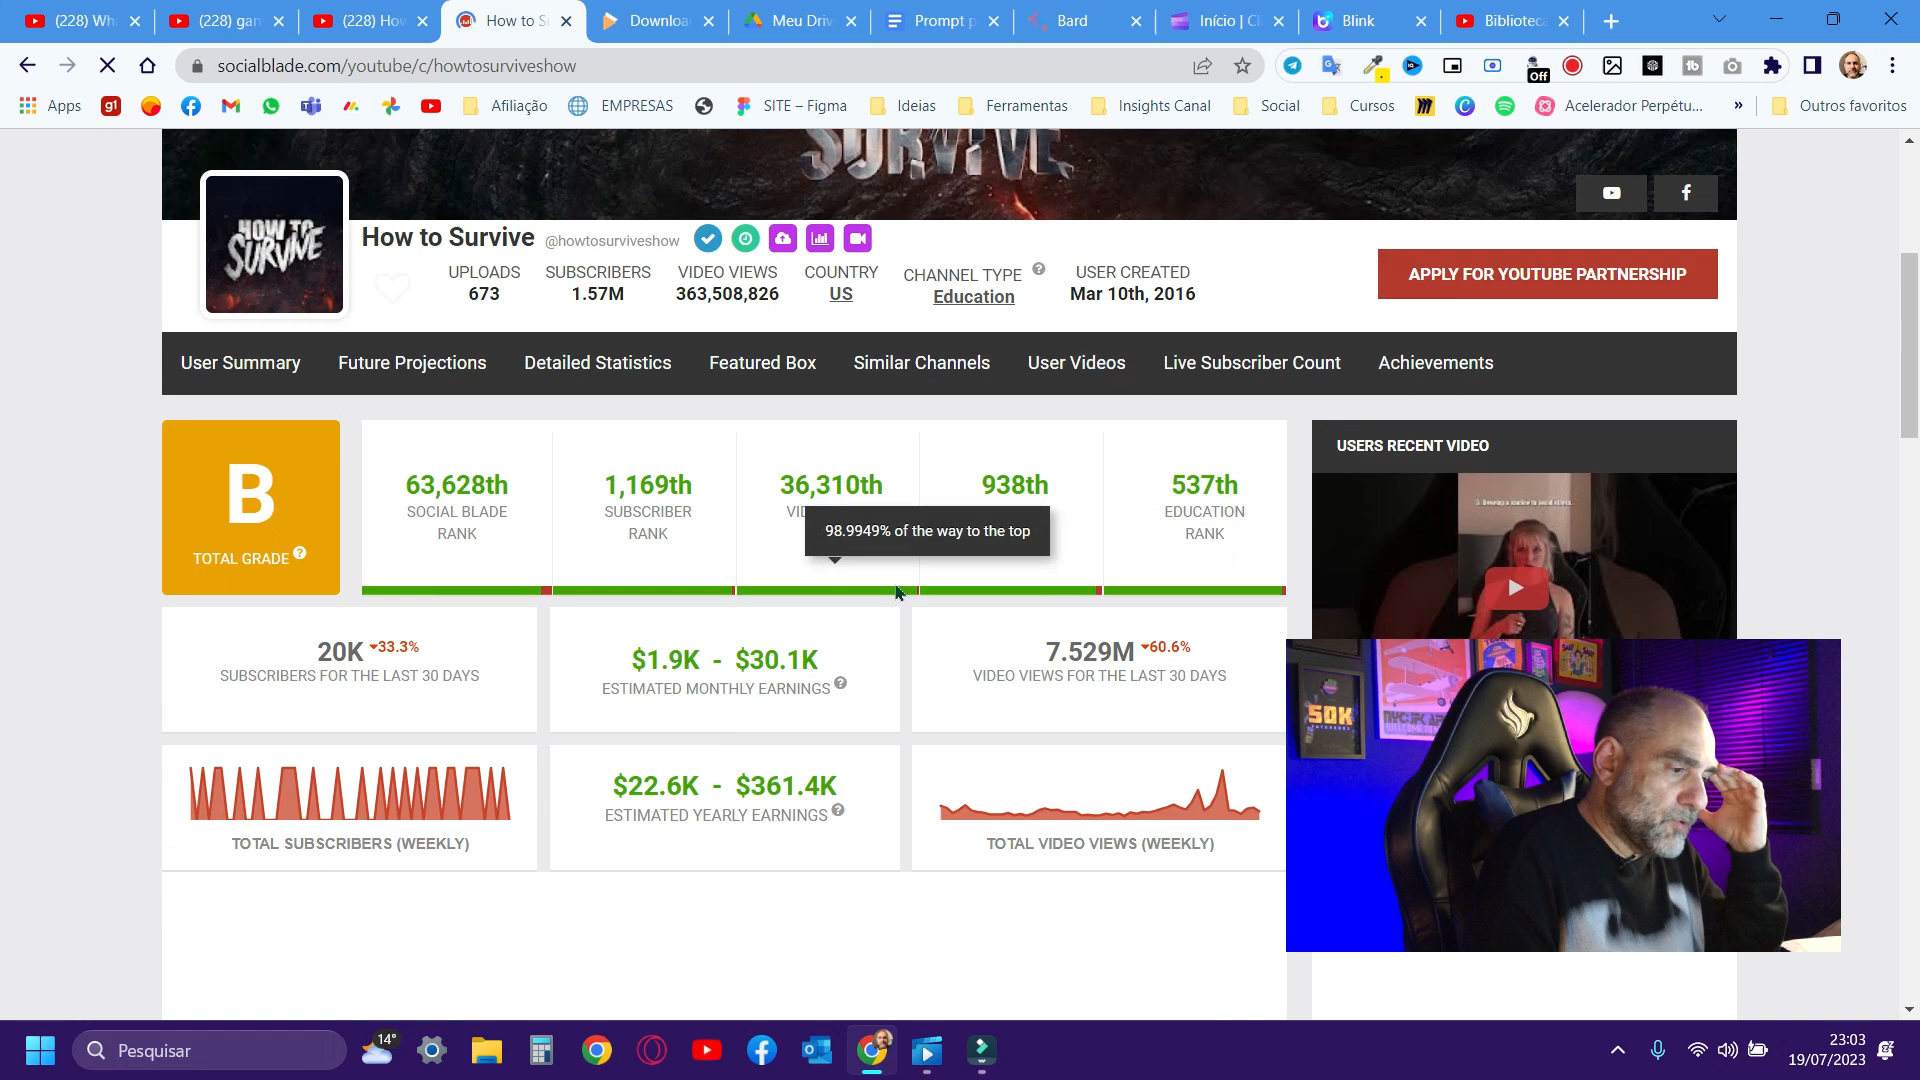 (228) Wh
(228) gan
(228) How
How to S
Downloa
Meu Driv
Prompt p
Bard
Início | Cl
Blink
Bibliotec
socialblade.com/youtube/c/howtosurviveshow
Off
Apps
g1
Afiliação
EMPRESAS
SITE – Figma
Ideias
Ferramentas
Insights Canal
Social
Cursos
Acelerador Perpétu...
»
Outros favoritos
SURVIVE
HOW TO
SURVIVE
How to Survive @howtosurviveshow
UPLOADS
673
SUBSCRIBERS
1.57M
VIDEO VIEWS
363,508,826
COUNTRY
US
CHANNEL TYPE
Education
USER CREATED
Mar 10th, 2016
APPLY FOR YOUTUBE PARTNERSHIP
User Summary
Future Projections
Detailed Statistics
Featured Box
Similar Channels
User Videos
Live Subscriber Count
Achievements
B
TOTAL GRADE
63,628th
SOCIAL BLADE
RANK
1,169th
SUBSCRIBER
RANK
36,310th
VID
98.9949% of the way to the top
938th
537th
EDUCATION
RANK
USERS RECENT VIDEO
20K 33.3%
SUBSCRIBERS FOR THE LAST 30 DAYS
$1.9K - $30.1K
ESTIMATED MONTHLY EARNINGS
7.529M 60.6%
VIDEO VIEWS FOR THE LAST 30 DAYS
TOTAL SUBSCRIBERS (WEEKLY)
$22.6K - $361.4K
ESTIMATED YEARLY EARNINGS
TOTAL VIDEO VIEWS (WEEKLY)
50K
Pesquisar
14°
23:03
19/07/2023